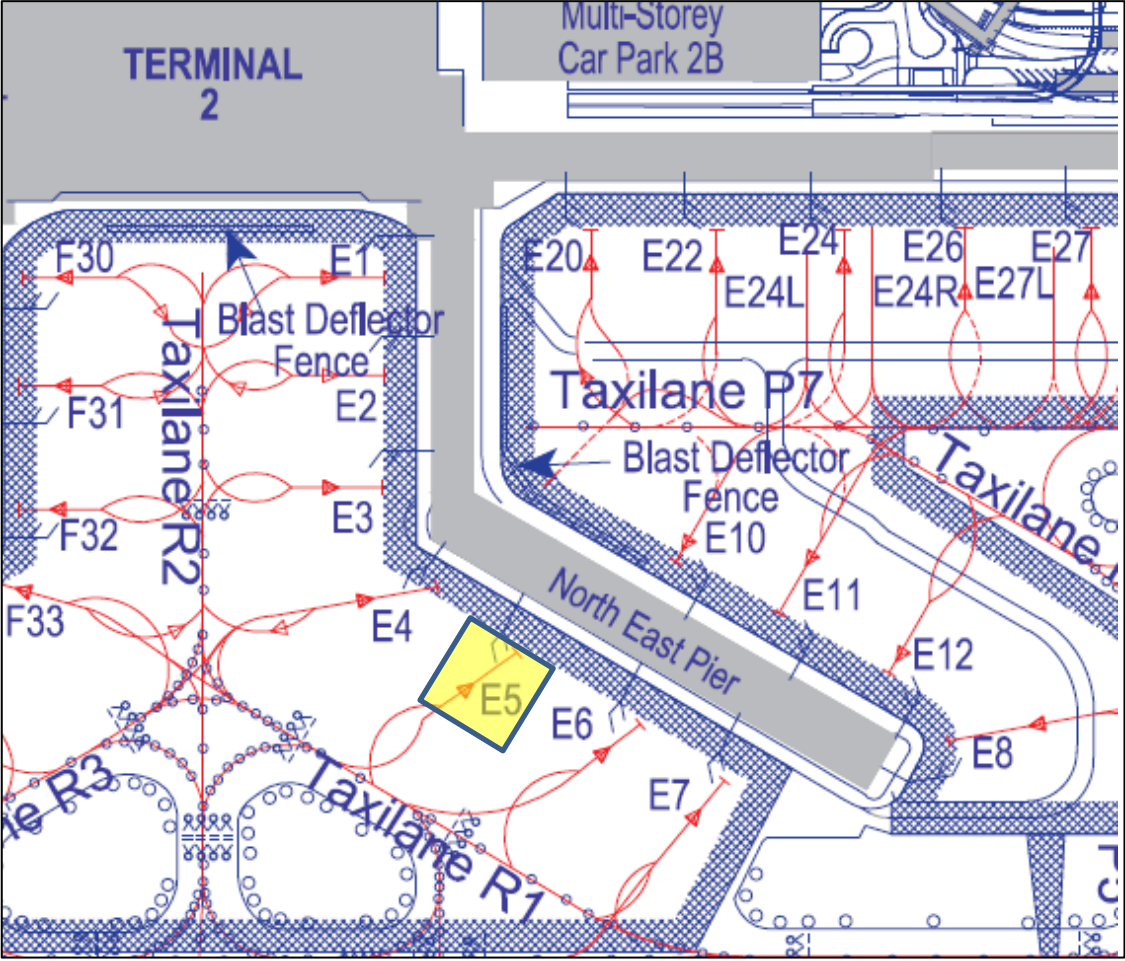 Multi-Storey
Car Park 2B
TERMINAL
2
F30
E1
E20
E22
E24
E26
E27
E24L
E24R
E27L
Blast Deflector
Fence
Taxilane R2
F31
E2
Taxilane P7
Blast Deflector
Fence
Taxilane
F32
E3
E10
North East Pier
E11
F33
E4
E12
E5
E6
E8
ne R3
Taxilane R1
E7